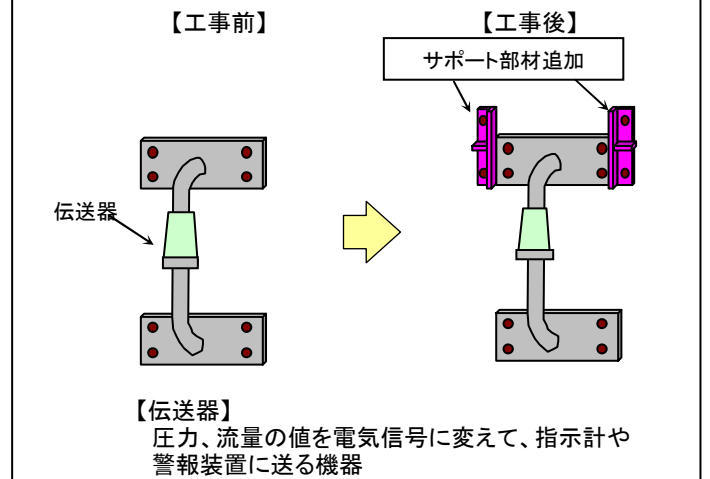 【工事前】
【工事後】
サポート部材追加
伝送器
【伝送器】
圧力、流量の値を電気信号に変えて、指示計や
警報装置に送る機器